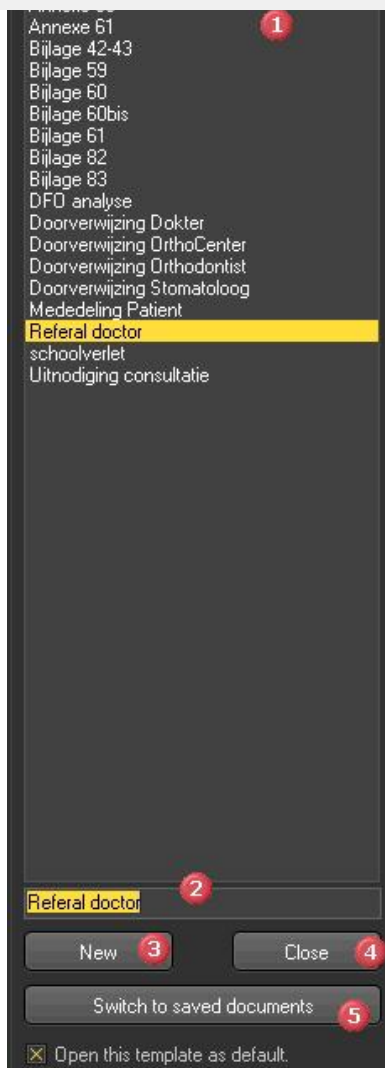 1
Annexe 61
Bijlage 42-43
Bijlage 59
Bijlage 60
Bijlage 60bis
Bijlage 61
Bijlage 82
Bijlage 83
DFO analyse
Doorverwijzing Dokter
Doorverwijzing OrthoCenter
Doorverwijzing Orthodontist
Doorverwijzing Stomatoloog
Mededeling Patient
Referal doctor
schoolverlet
Uitnodiging consultatie
2
Referal doctor
New 3 Close 4
Switch to saved documents 5
Open this template as default.